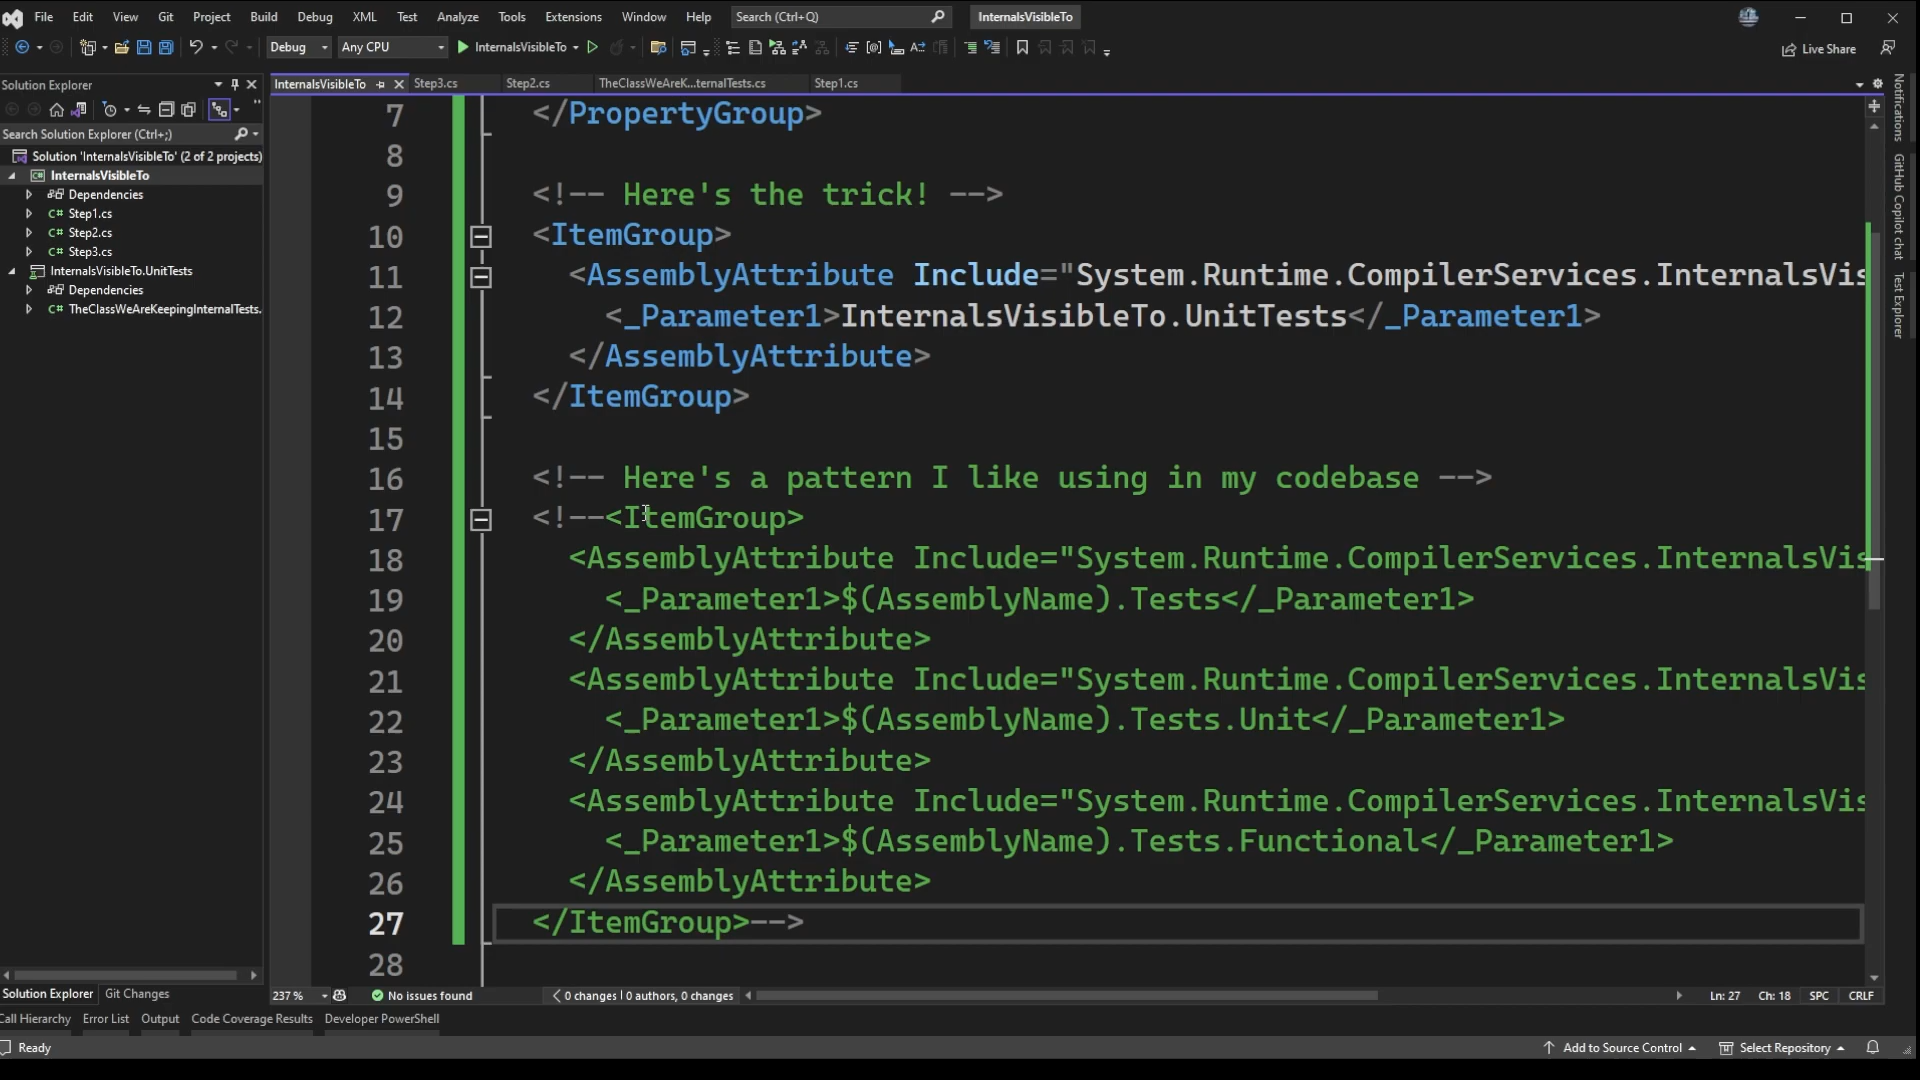 File Edit View Git Project Build Debug XML Test Analyze Tools Extensions Window Help Search (Ctrl+Q) InternalsVisibleTo
Debug Any CPU InternalsVisibleTo Live Share
Solution Explorer
Search Solution Explorer (Ctrl+;)
Solution 'InternalsVisibleTo' (2 of 2 projects)
InternalsVisibleTo
Dependencies
C# Step1.cs
C# Step2.cs
C# Step3.cs
InternalsVisibleTo.UnitTests
Dependencies
C# TheClassWeAreKeepingInternalTests.
InternalsVisibleTo Step3.cs Step2.cs TheClassWeAreK...ternalTests.cs Step1.cs
7 </PropertyGroup>
8
9 <!-- Here's the trick! -->
10 <ItemGroup>
11 <AssemblyAttribute Include="System.Runtime.CompilerServices.InternalsVis
12 <_Parameter1>InternalsVisibleTo.UnitTests</_Parameter1>
13 </AssemblyAttribute>
14 </ItemGroup>
15
16 <!-- Here's a pattern I like using in my codebase -->
17 <!--<ItemGroup>
18 <AssemblyAttribute Include="System.Runtime.CompilerServices.InternalsVis
19 <_Parameter1>$(AssemblyName).Tests</_Parameter1>
20 </AssemblyAttribute>
21 <AssemblyAttribute Include="System.Runtime.CompilerServices.InternalsVis
22 <_Parameter1>$(AssemblyName).Tests.Unit</_Parameter1>
23 </AssemblyAttribute>
24 <AssemblyAttribute Include="System.Runtime.CompilerServices.InternalsVis
25 <_Parameter1>$(AssemblyName).Tests.Functional</_Parameter1>
26 </AssemblyAttribute>
27 </ItemGroup>-->
28
Notifications
GitHub Copilot chat
Test Explorer
Solution Explorer Git Changes
237 % No issues found 0 changes | 0 authors, 0 changes Ln: 27 Ch: 18 SPC CRLF
Call Hierarchy Error List Output Code Coverage Results Developer PowerShell
Ready Add to Source Control Select Repository